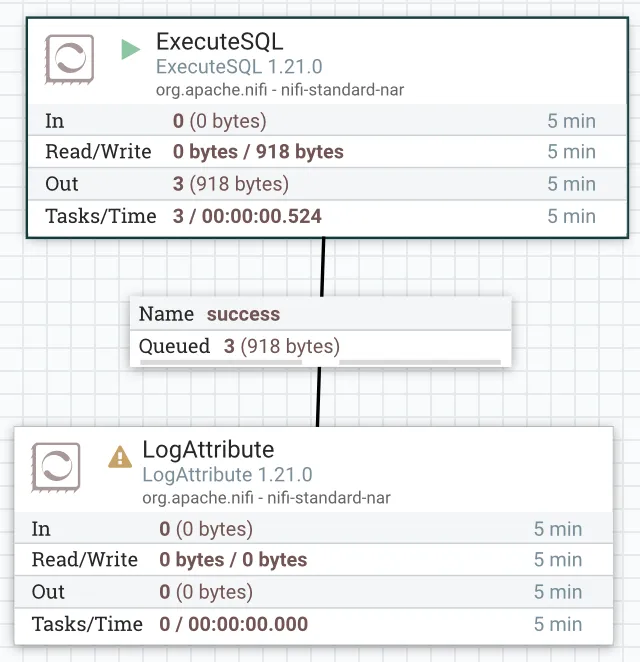 ExecuteSQL
ExecuteSQL 1.21.0
org.apache.nifi - nifi-standard-nar
In 0 (0 bytes) 5 min
Read/Write 0 bytes / 918 bytes 5 min
Out 3 (918 bytes) 5 min
Tasks/Time 3 / 00:00:00.524 5 min
Name success
Queued 3 (918 bytes)
LogAttribute
LogAttribute 1.21.0
org.apache.nifi - nifi-standard-nar
In 0 (0 bytes) 5 min
Read/Write 0 bytes / 0 bytes 5 min
Out 0 (0 bytes) 5 min
Tasks/Time 0 / 00:00:00.000 5 min